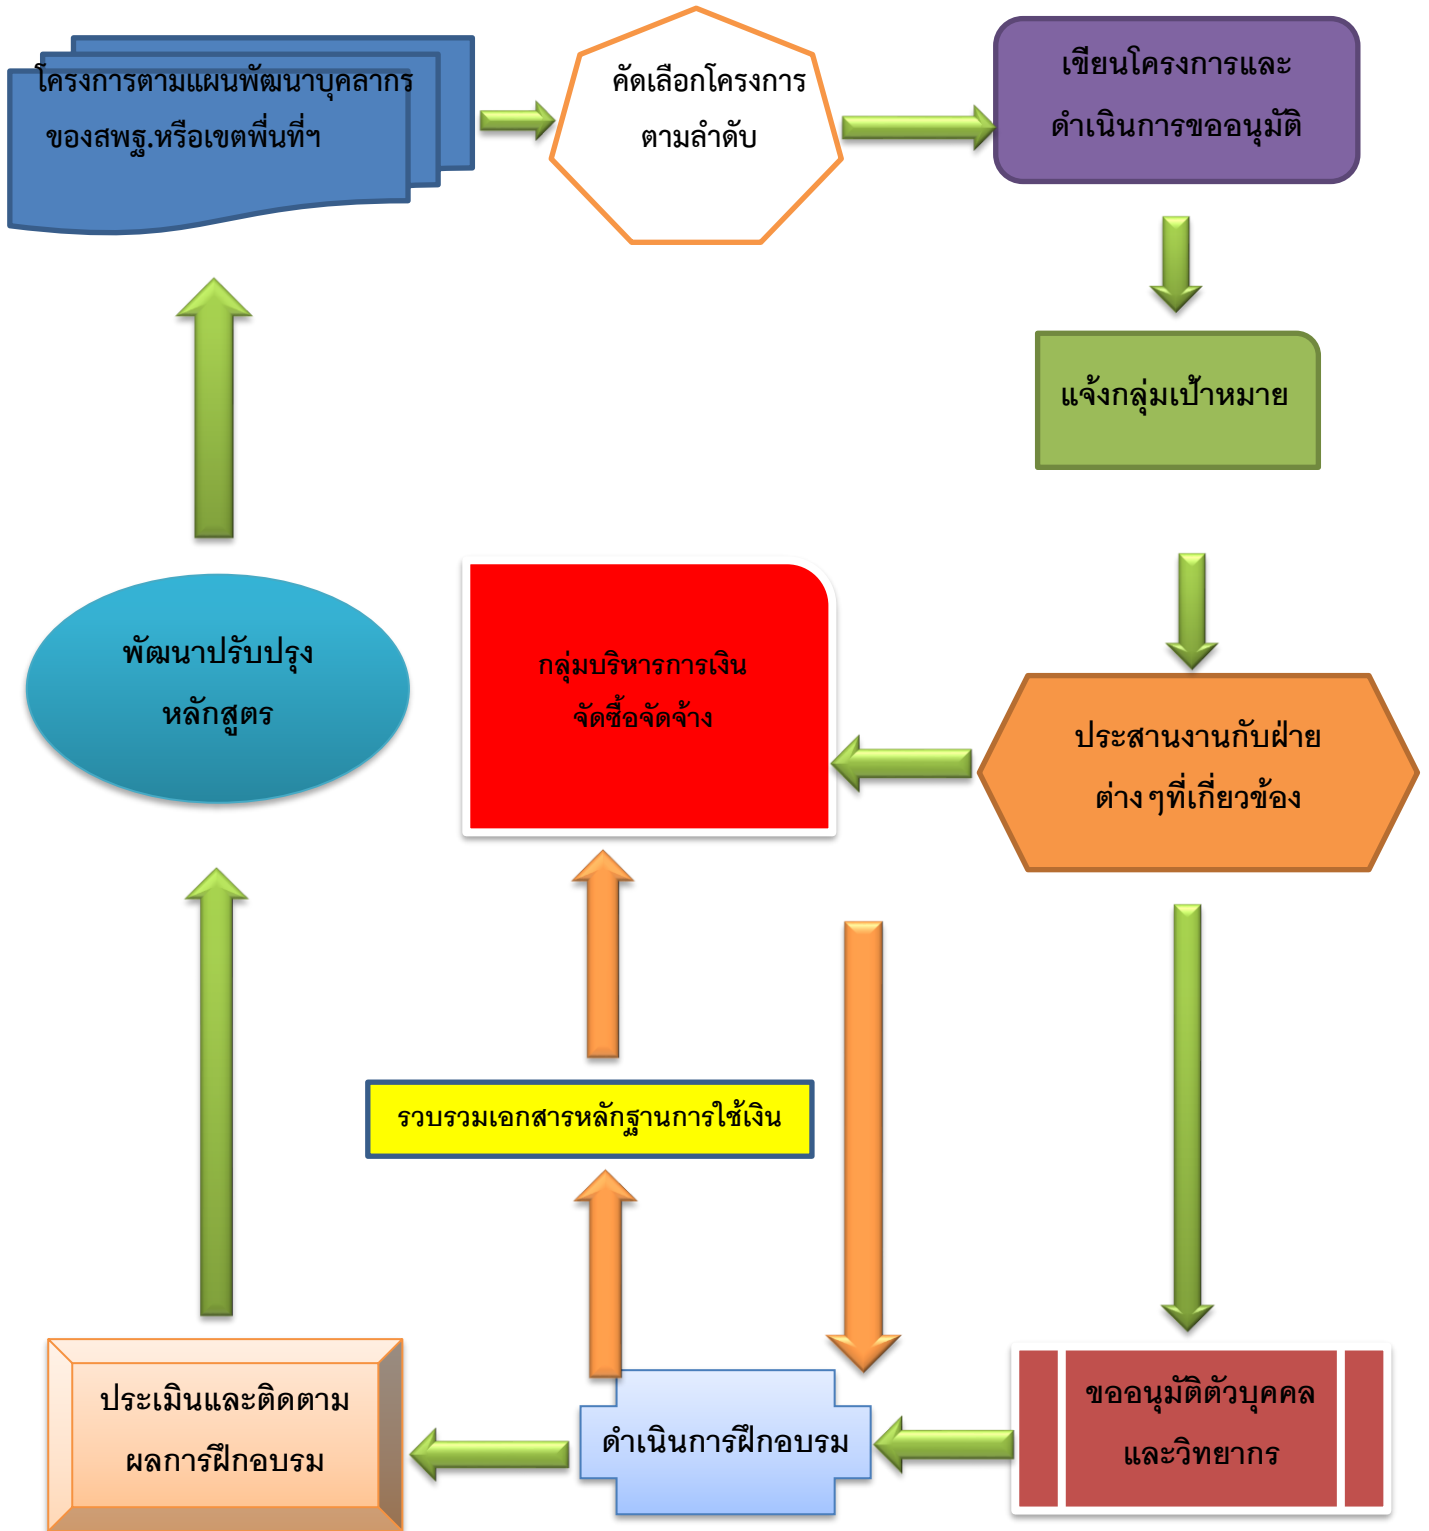 โครงการตามแผนพัฒนาบุคลากร
ของสพฐ.หรือเขตพื่นที่ฯ
คัดเลือกโครงการ
ตามลำดับ
เขียนโครงการและ
ดำเนินการขออนุมัติ
แจ้งกลุ่มเป้าหมาย
พัฒนาปรับปรุง
หลักสูตร
กลุ่มบริหารการเงิน
จัดซื้อจัดจ้าง
ประสานงานกับฝ่าย
ต่าง ๆที่เกี่ยวข้อง
รวบรวมเอกสารหลักฐานการใช้เงิน
ประเมินและติดตาม
ผลการฝึกอบรม
ดำเนินการฝึกอบรม
ขออนุมัติตัวบุคคล
และวิทยากร